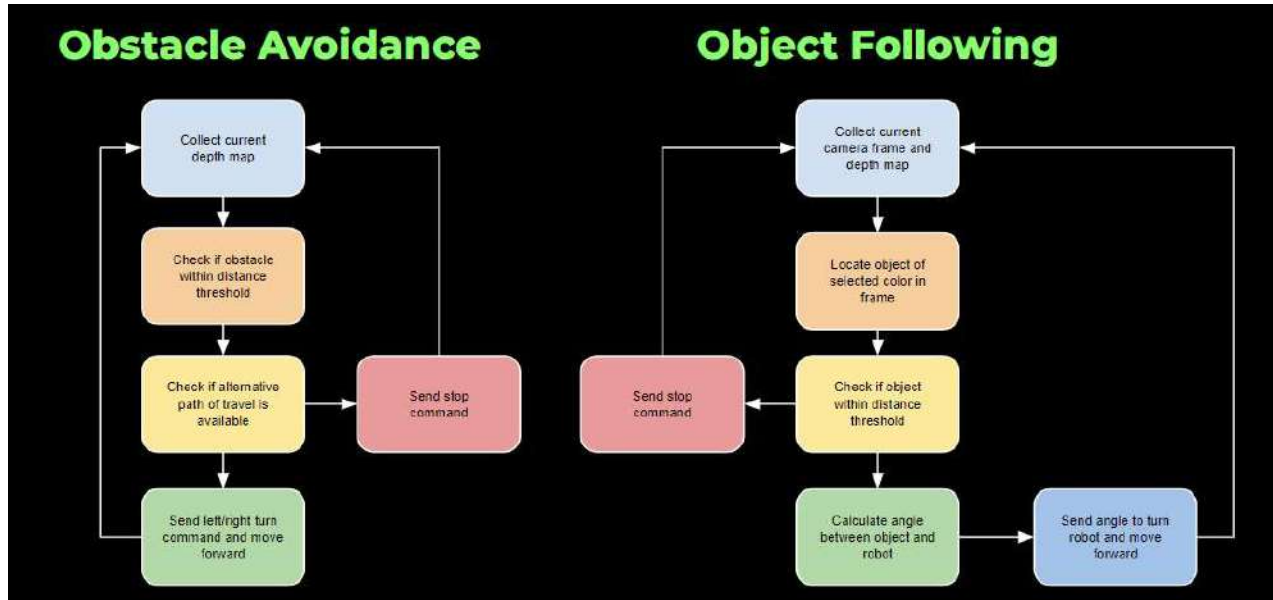 Obstacle Avoidance
Collect current
depth map
Check if obstacle
within distance
threshold
Check if alternative
path of travel is
available
Send stop
command
Send left/right turn
command and move
forward
Object Following
Collect current
camera frame and
depth map
Locate object of
selected color in
frame
Send stop
command
Check if object
within distance
threshold
Calculate angle
between object and
robot
Send angle to turn
robot and move
forward